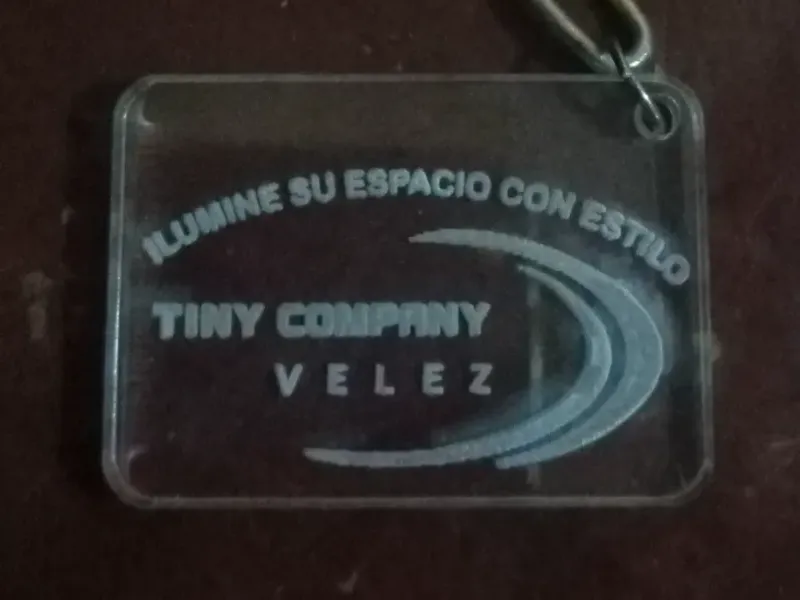 ILUMINE SU ESPACIO CON ESTILO
TINY COMPANY
VELEZ